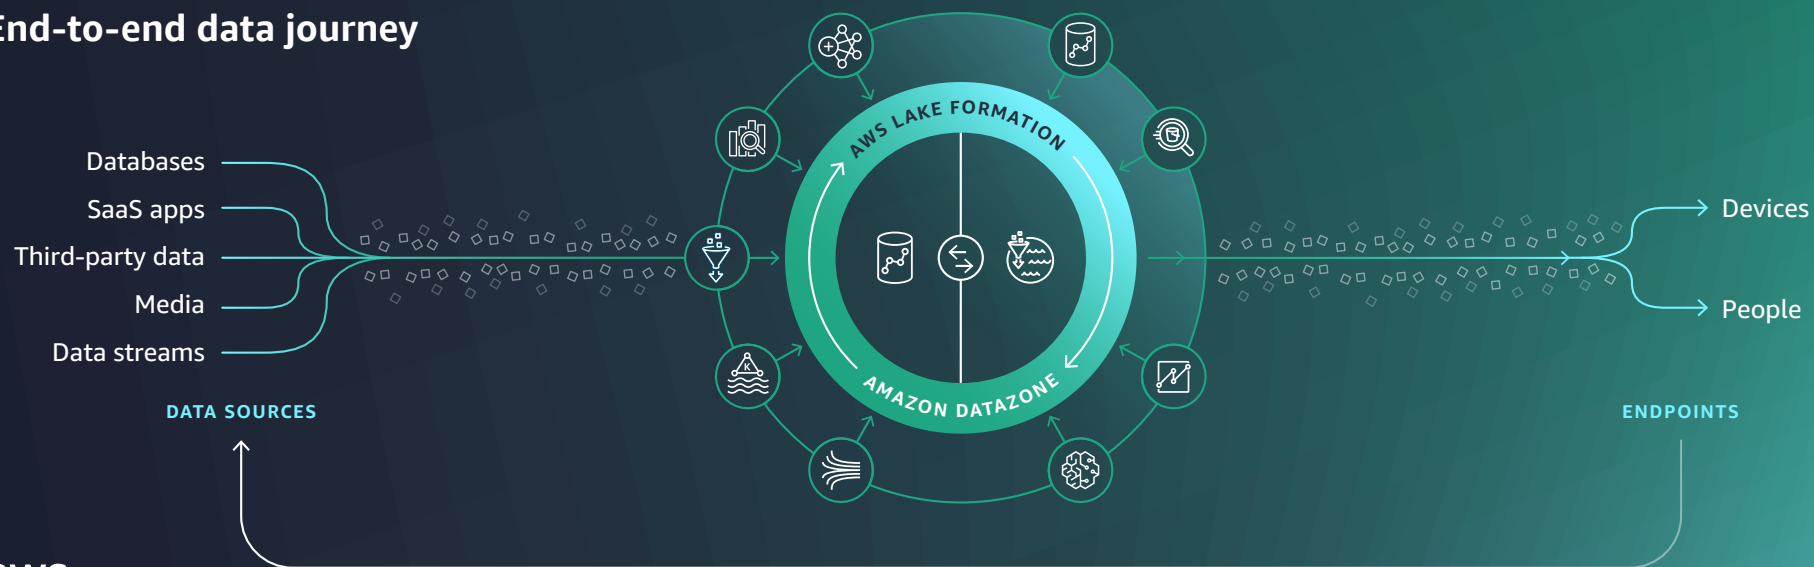 End-to-end data journey
AWS LAKE FORMATION
Databases
SaaS apps
Third-party data
Media
Data streams
K
Devices
People
AMAZON DATAZONE
DATA SOURCES
ENDPOINTS